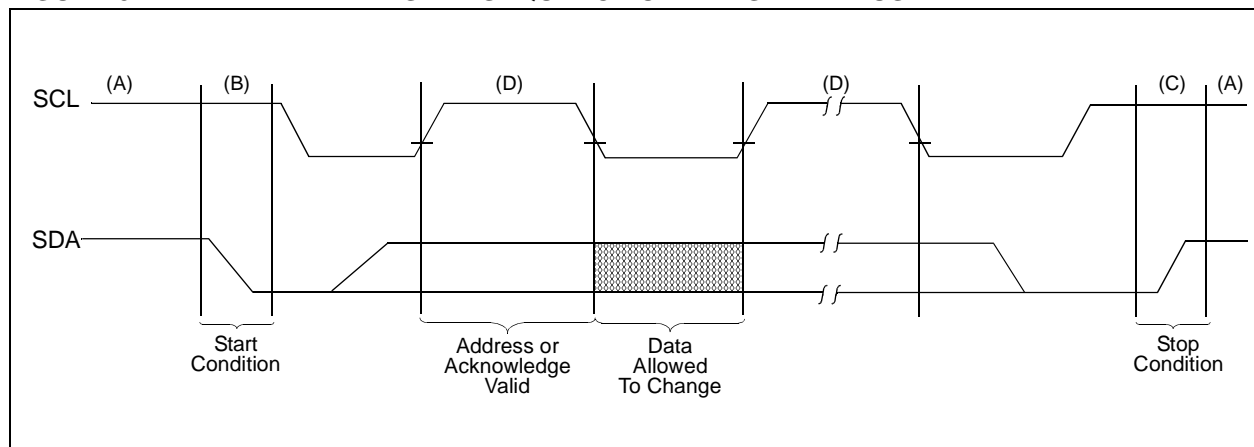 (A)
(B)
(D)
(D)
(C)
(A)
SCL
SDA
Start
Condition
Address or
Acknowledge
Valid
Data
Allowed
To Change
Stop
Condition